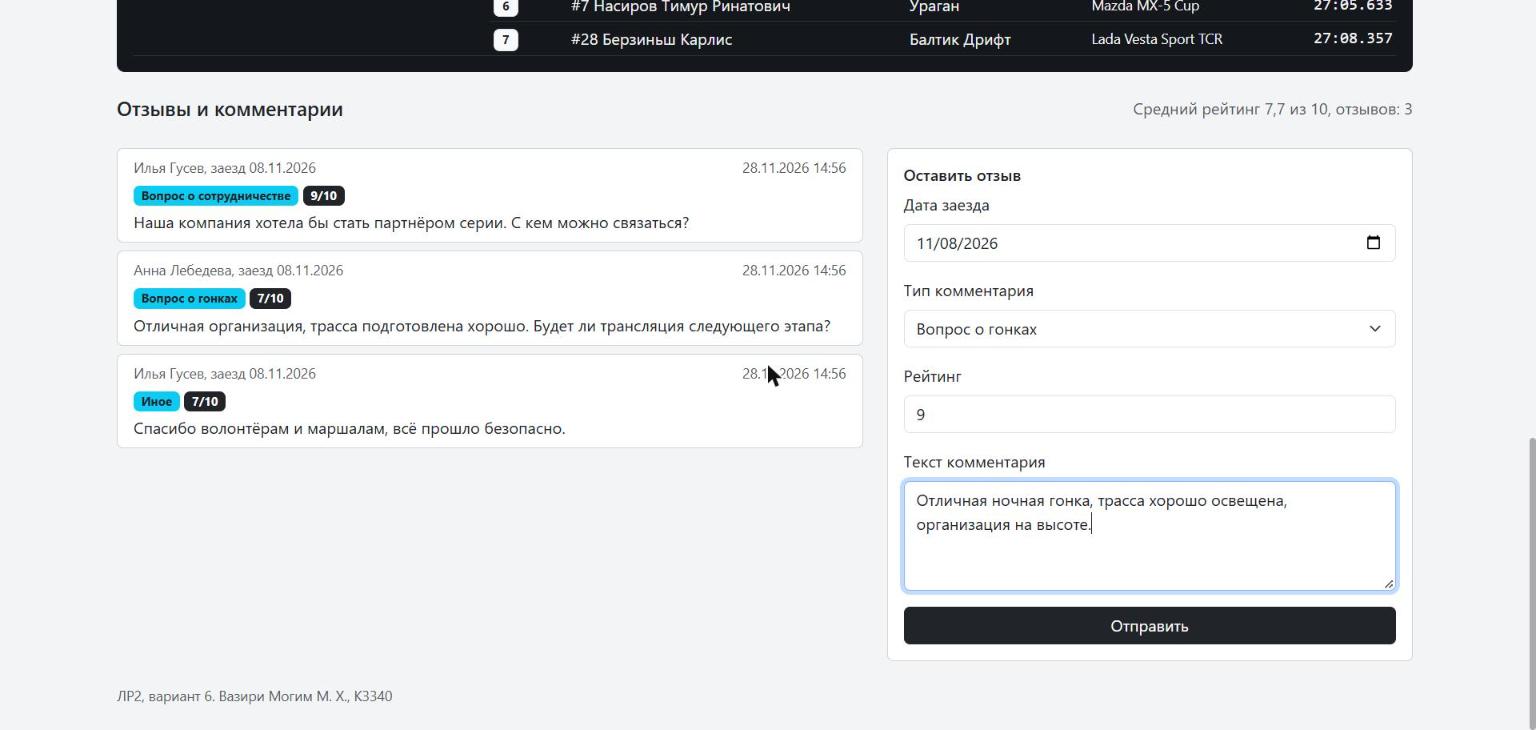 6 #7 Насиров Тимур Ринатович Ураган Mazda MX-5 Cup 27:05.633
7 #28 Берзиньш Карлис Балтик Дрифт Lada Vesta Sport TCR 27:08.357
Отзывы и комментарии
Средний рейтинг 7,7 из 10, отзывов: 3
Илья Гусев, заезд 08.11.2026 28.11.2026 14:56
Вопрос о сотрудничестве 9/10
Наша компания хотела бы стать партнёром серии. С кем можно связаться?
Анна Лебедева, заезд 08.11.2026 28.11.2026 14:56
Вопрос о гонках 7/10
Отличная организация, трасса подготовлена хорошо. Будет ли трансляция следующего этапа?
Илья Гусев, заезд 08.11.2026 28.11.2026 14:56
Иное 7/10
Спасибо волонтёрам и маршалам, всё прошло безопасно.
Оставить отзыв
Дата заезда
11/08/2026
Тип комментария
Вопрос о гонках
Рейтинг
9
Текст комментария
Отличная ночная гонка, трасса хорошо освещена,
организация на высоте.
Отправить
ЛР2, вариант 6. Вазири Могим М. Х., К3340